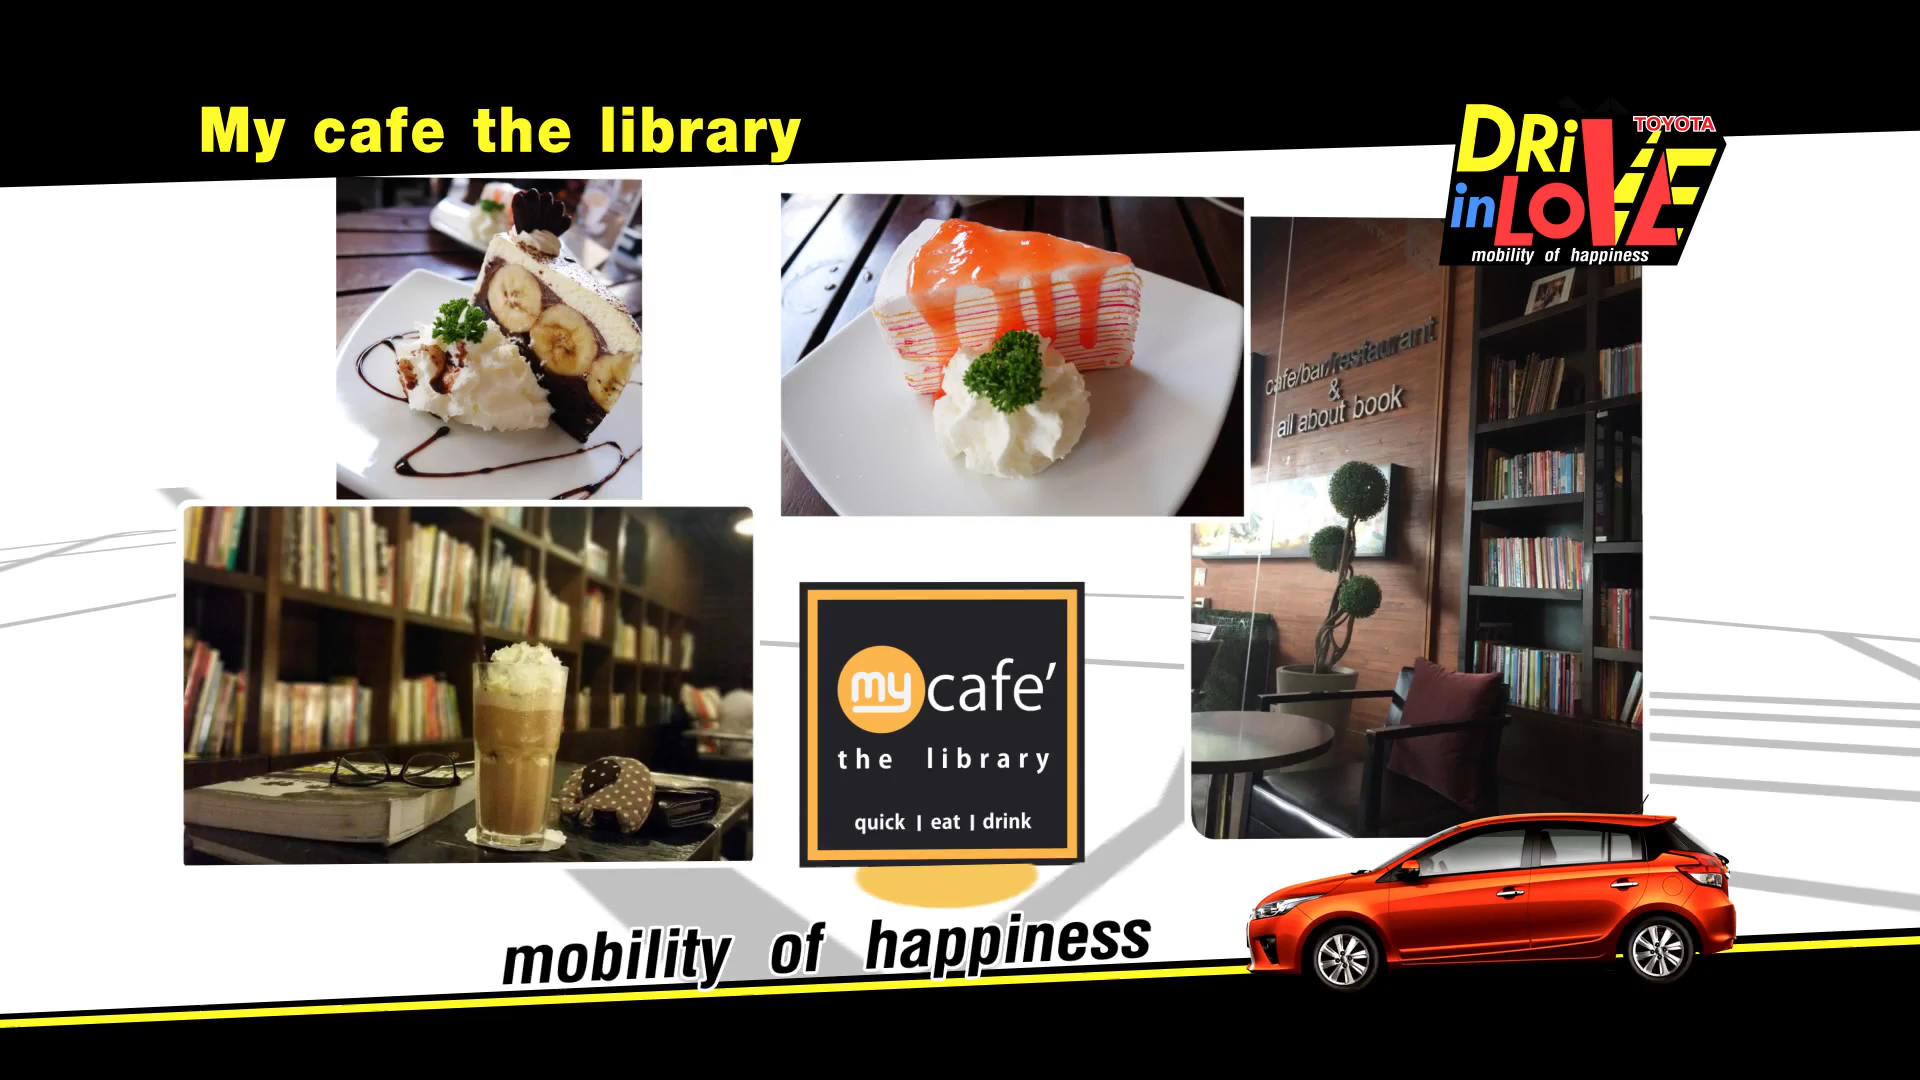 My cafe the library
TOYOTA
DRiVE
in LOVE
mobility of happiness
cafe/bar/restaurant
&
all about book
my cafe'
the library
quick | eat | drink
mobility of happiness